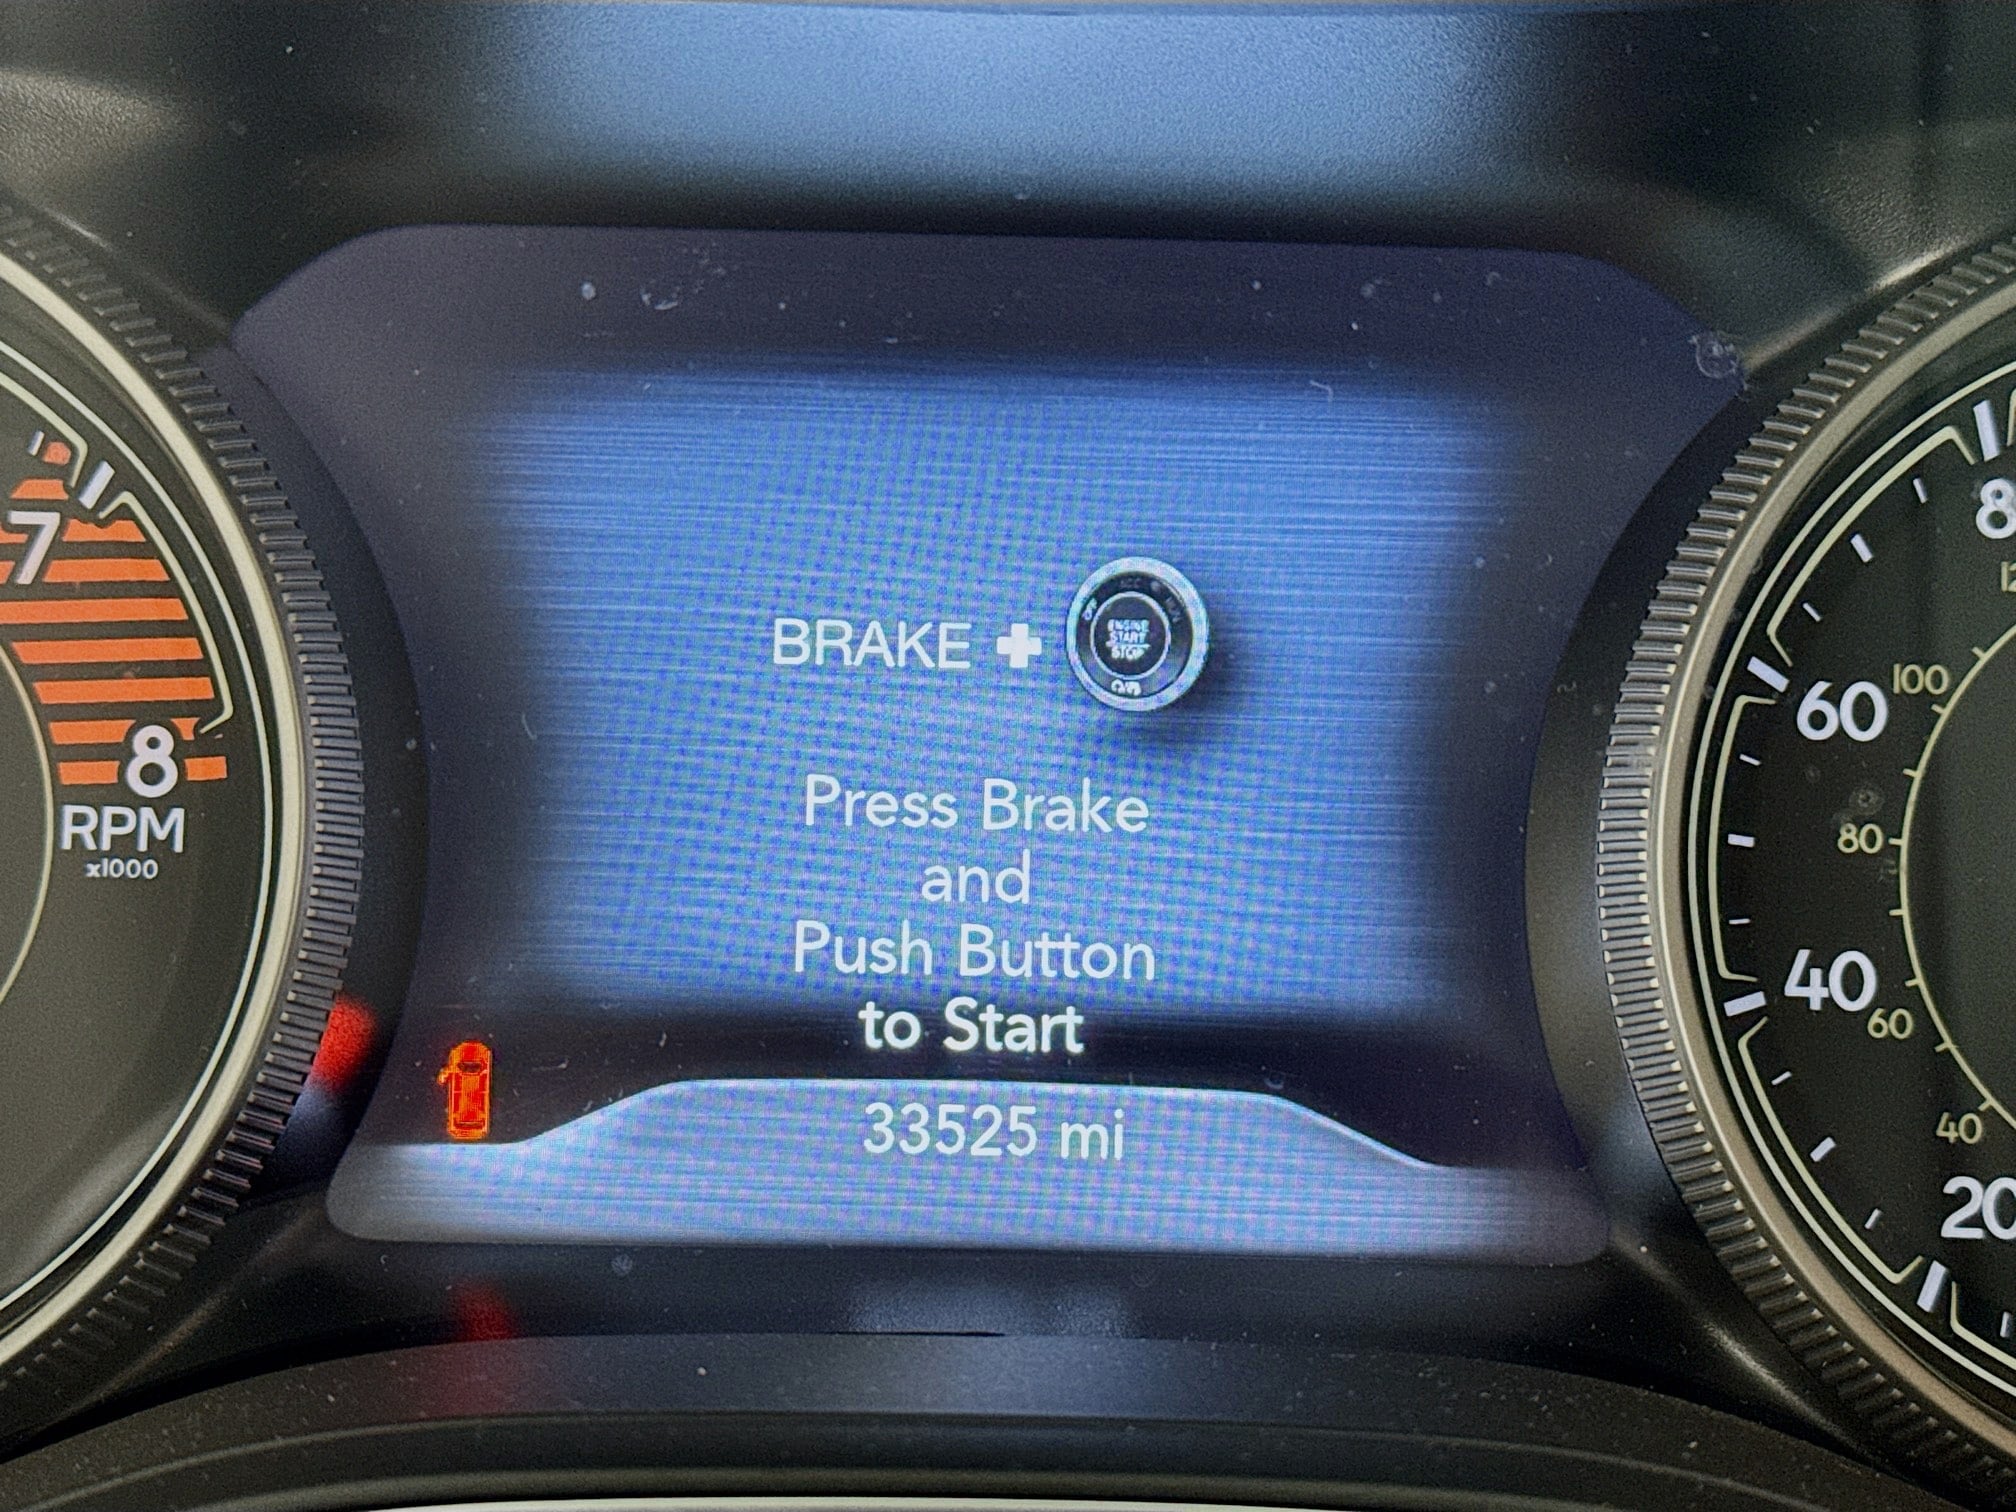 7
8
RPM
x1000
BRAKE
ENGINE
START
STOP
Press Brake
and
Push Button
to Start
33525 mi
60
100
80
40
60
40
20